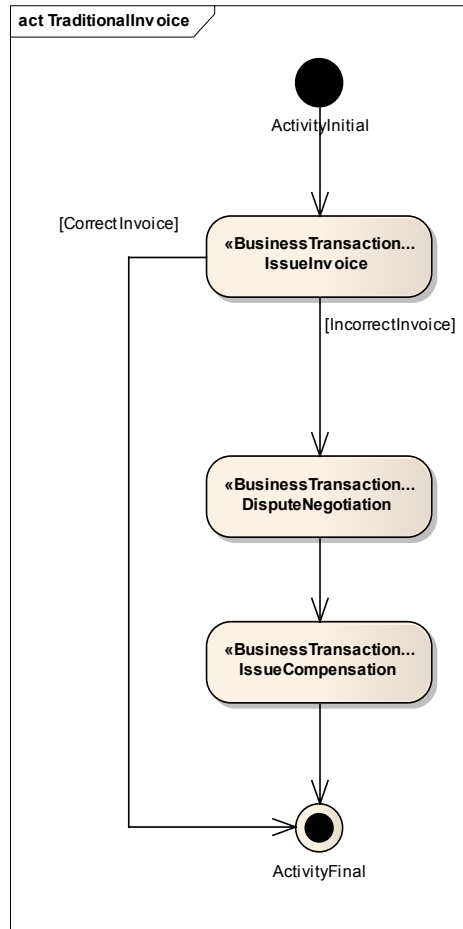 act TraditionalInvoice
ActivityInitial
[CorrectInvoice]
«BusinessTransaction...
IssueInvoice
[IncorrectInvoice]
«BusinessTransaction...
DisputeNegotiation
«BusinessTransaction...
IssueCompensation
ActivityFinal